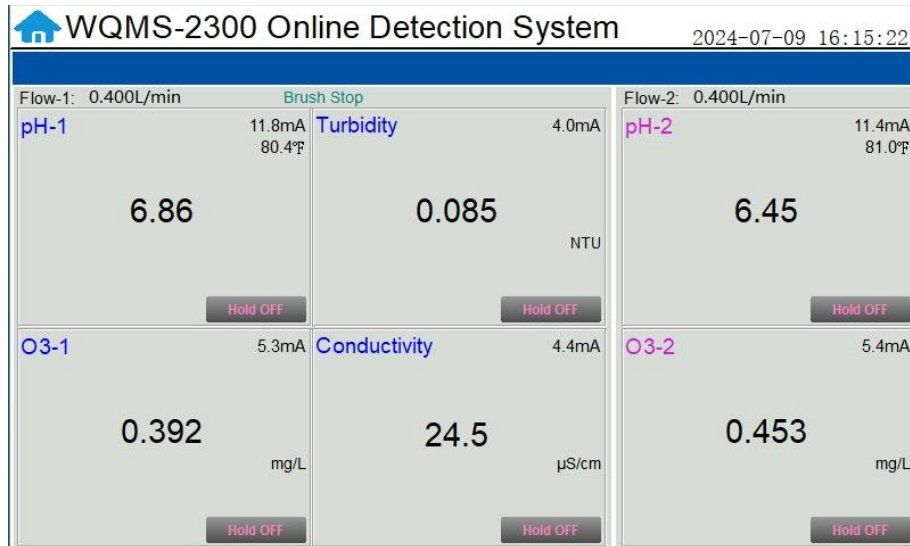 WQMS-2300 Online Detection System 2024-07-09 16:15:22
Flow-1: 0.400L/min Brush Stop Flow-2: 0.400L/min
pH-1 11.8mA
80.4℉
6.86
Hold OFF
Turbidity 4.0mA
0.085
NTU
Hold OFF
pH-2 11.4mA
81.0℉
6.45
Hold OFF
O3-1 5.3mA
0.392
mg/L
Hold OFF
Conductivity 4.4mA
24.5
µS/cm
Hold OFF
O3-2 5.4mA
0.453
mg/L
Hold OFF